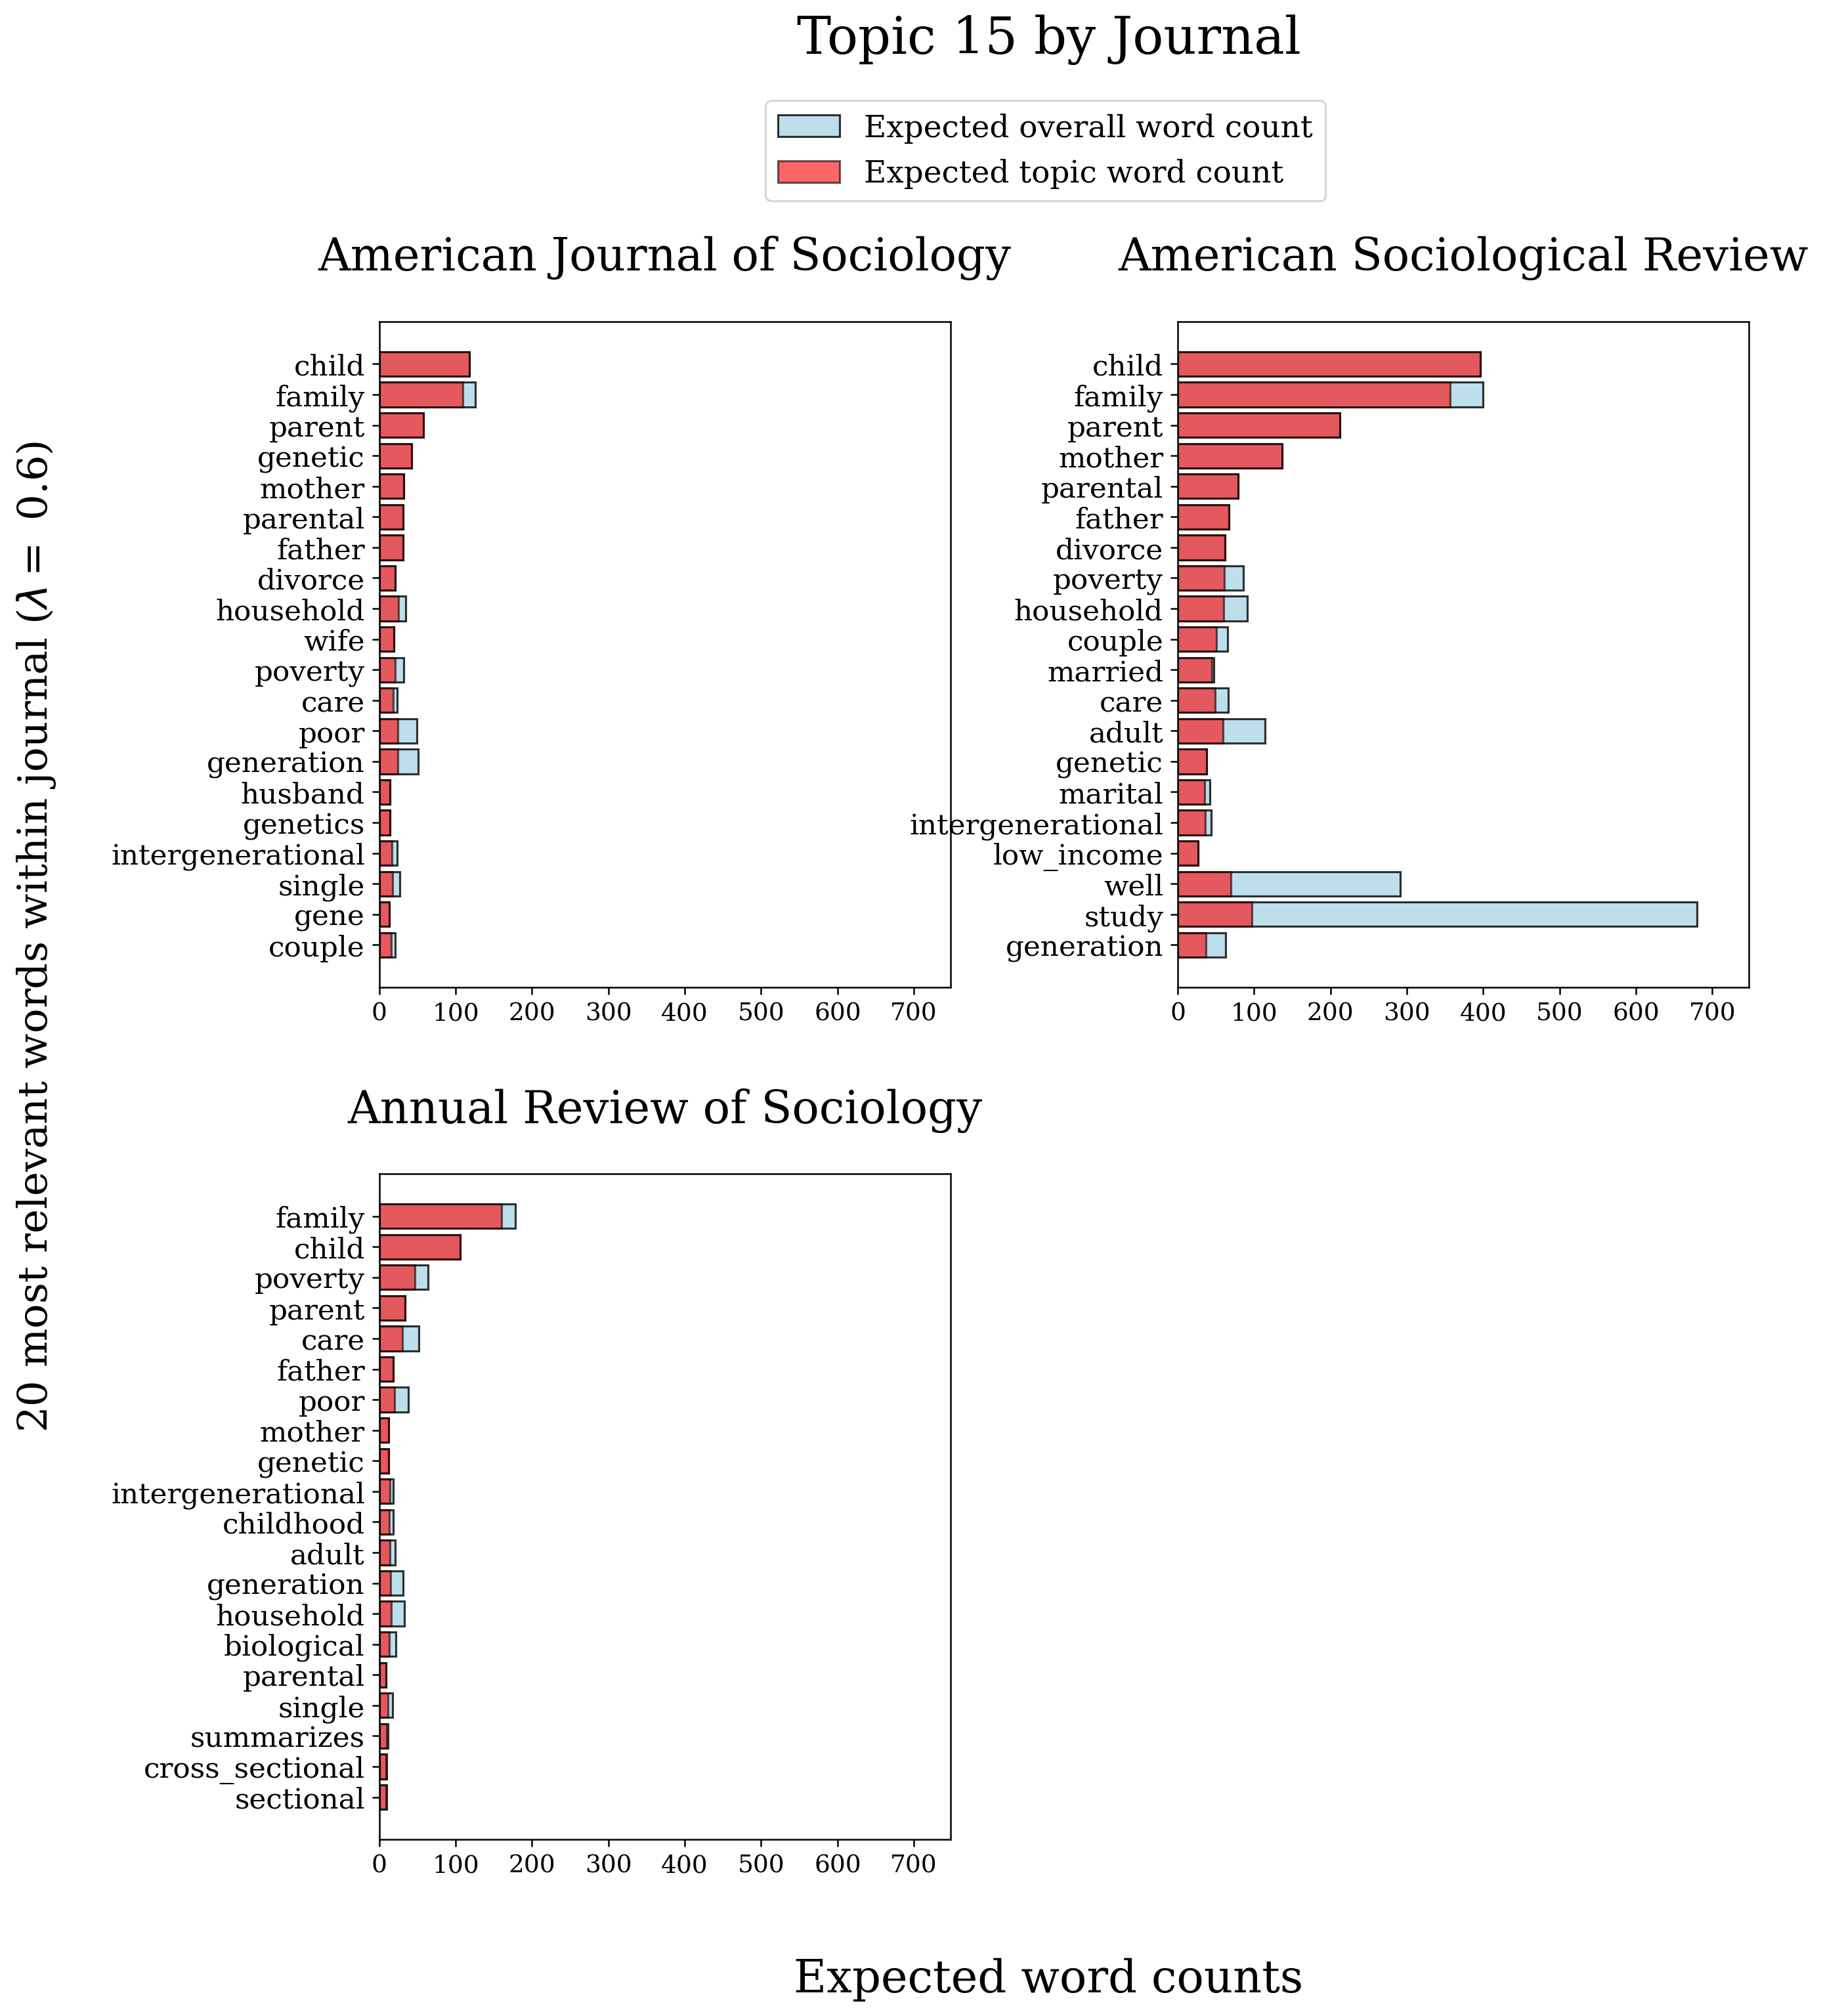 Topic 15 by Journal
Expected overall word count
Expected topic word count
20 most relevant words within journal (λ = 0.6)
American Journal of Sociology
child
family
parent
genetic
mother
parental
father
divorce
household
wife
poverty
care
poor
generation
husband
genetics
intergenerational
single
gene
couple
0 100 200 300 400 500 600 700
American Sociological Review
child
family
parent
mother
parental
father
divorce
poverty
household
couple
married
care
adult
genetic
marital
intergenerational
low_income
well
study
generation
0 100 200 300 400 500 600 700
Annual Review of Sociology
family
child
poverty
parent
care
father
poor
mother
genetic
intergenerational
childhood
adult
generation
household
biological
parental
single
summarizes
cross_sectional
sectional
0 100 200 300 400 500 600 700
Expected word counts